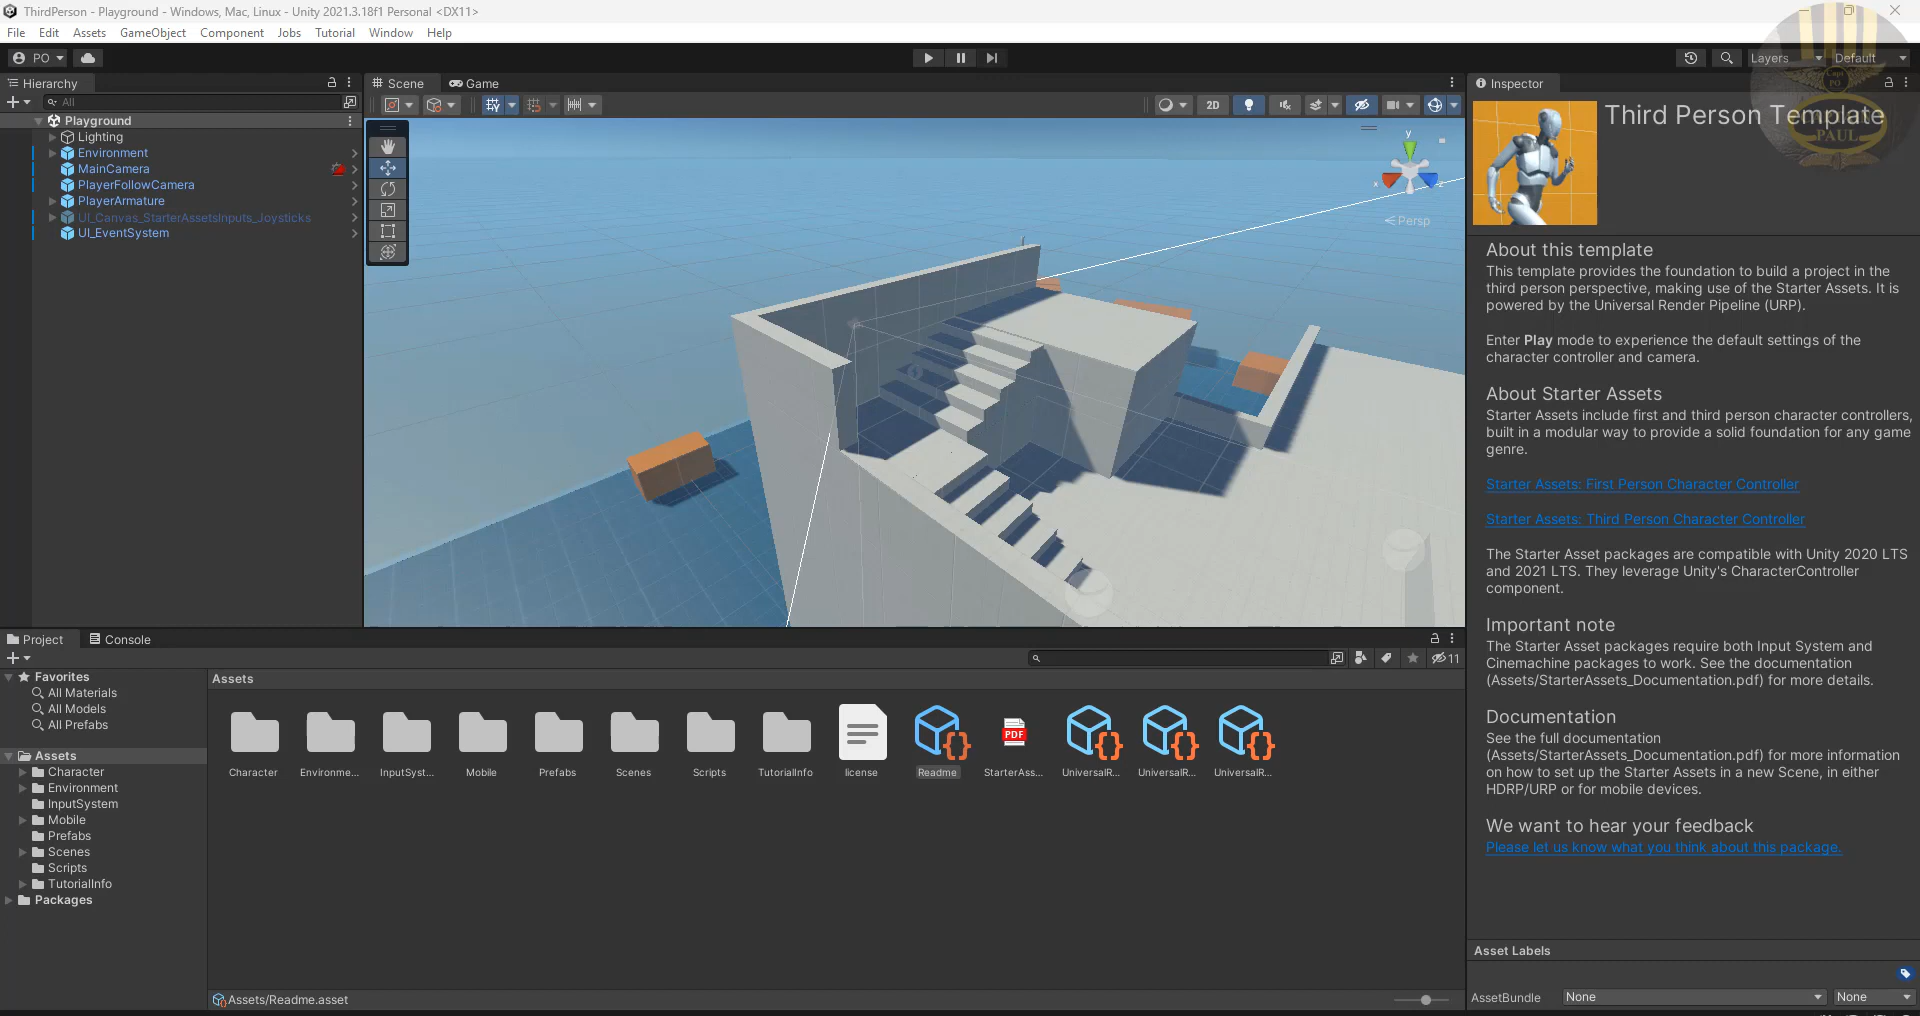 ThirdPerson - Playground - Windows, Mac, Linux - Unity 2021.3.18f1 Personal <DX11>
File Edit Assets GameObject Component Jobs Tutorial Window Help
PO Layers Default
Hierarchy
All
Playground
Lighting
Environment
MainCamera
PlayerFollowCamera
PlayerArmature
UI_Canvas_StarterAssetsInputs_Joysticks
UI_EventSystem
Scene Game
2D
y
x
z
Persp
Inspector
Third Person Template
Capt
PO
PAUL
About this template
This template provides the foundation to build a project in the
third person perspective, making use of the Starter Assets. It is
powered by the Universal Render Pipeline (URP).
Enter Play mode to experience the default settings of the
character controller and camera.
About Starter Assets
Starter Assets include first and third person character controllers,
built in a modular way to provide a solid foundation for any game
genre.
Starter Assets: First Person Character Controller
Starter Assets: Third Person Character Controller
The Starter Asset packages are compatible with Unity 2020 LTS
and 2021 LTS. They leverage Unity's CharacterController
component.
Important note
The Starter Asset packages require both Input System and
Cinemachine packages to work. See the documentation
(Assets/StarterAssets_Documentation.pdf) for more details.
Documentation
See the full documentation
(Assets/StarterAssets_Documentation.pdf) for more information
on how to set up the Starter Assets in a new Scene, in either
HDRP/URP or for mobile devices.
We want to hear your feedback
Please let us know what you think about this package.
Asset Labels
AssetBundle None None
Project Console
11
Favorites
All Materials
All Models
All Prefabs
Assets
Character
Environment
InputSystem
Mobile
Prefabs
Scenes
Scripts
TutorialInfo
Packages
Assets
PDF
Character Environme... InputSyst... Mobile Prefabs Scenes Scripts TutorialInfo license Readme StarterAss... UniversalR... UniversalR... UniversalR...
Assets/Readme.asset